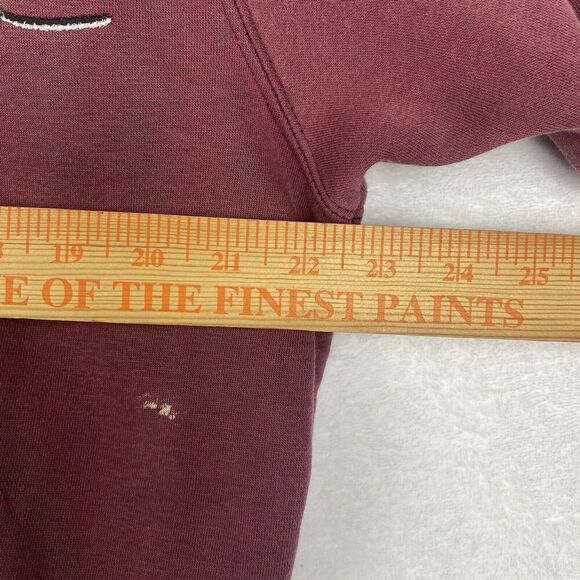 19 20 21 22 23 24 25
E OF THE FINEST PAINTS